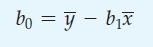 b₀ = y̅ − b₁x̅